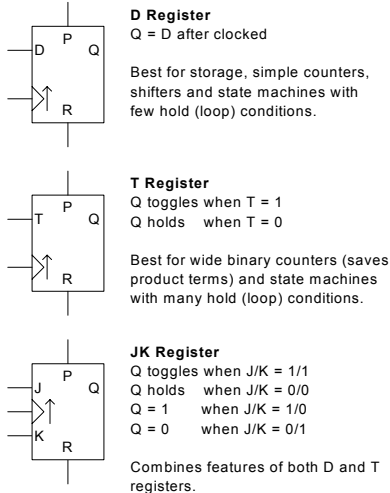 P
D Q
R
D Register
Q = D after clocked
Best for storage, simple counters,
shifters and state machines with
few hold (loop) conditions.
P
T Q
R
T Register
Q toggles when T = 1
Q holds when T = 0
Best for wide binary counters (saves
product terms) and state machines
with many hold (loop) conditions.
P
J Q
K
R
JK Register
Q toggles when J/K = 1/1
Q holds when J/K = 0/0
Q = 1 when J/K = 1/0
Q = 0 when J/K = 0/1
Combines features of both D and T
registers.